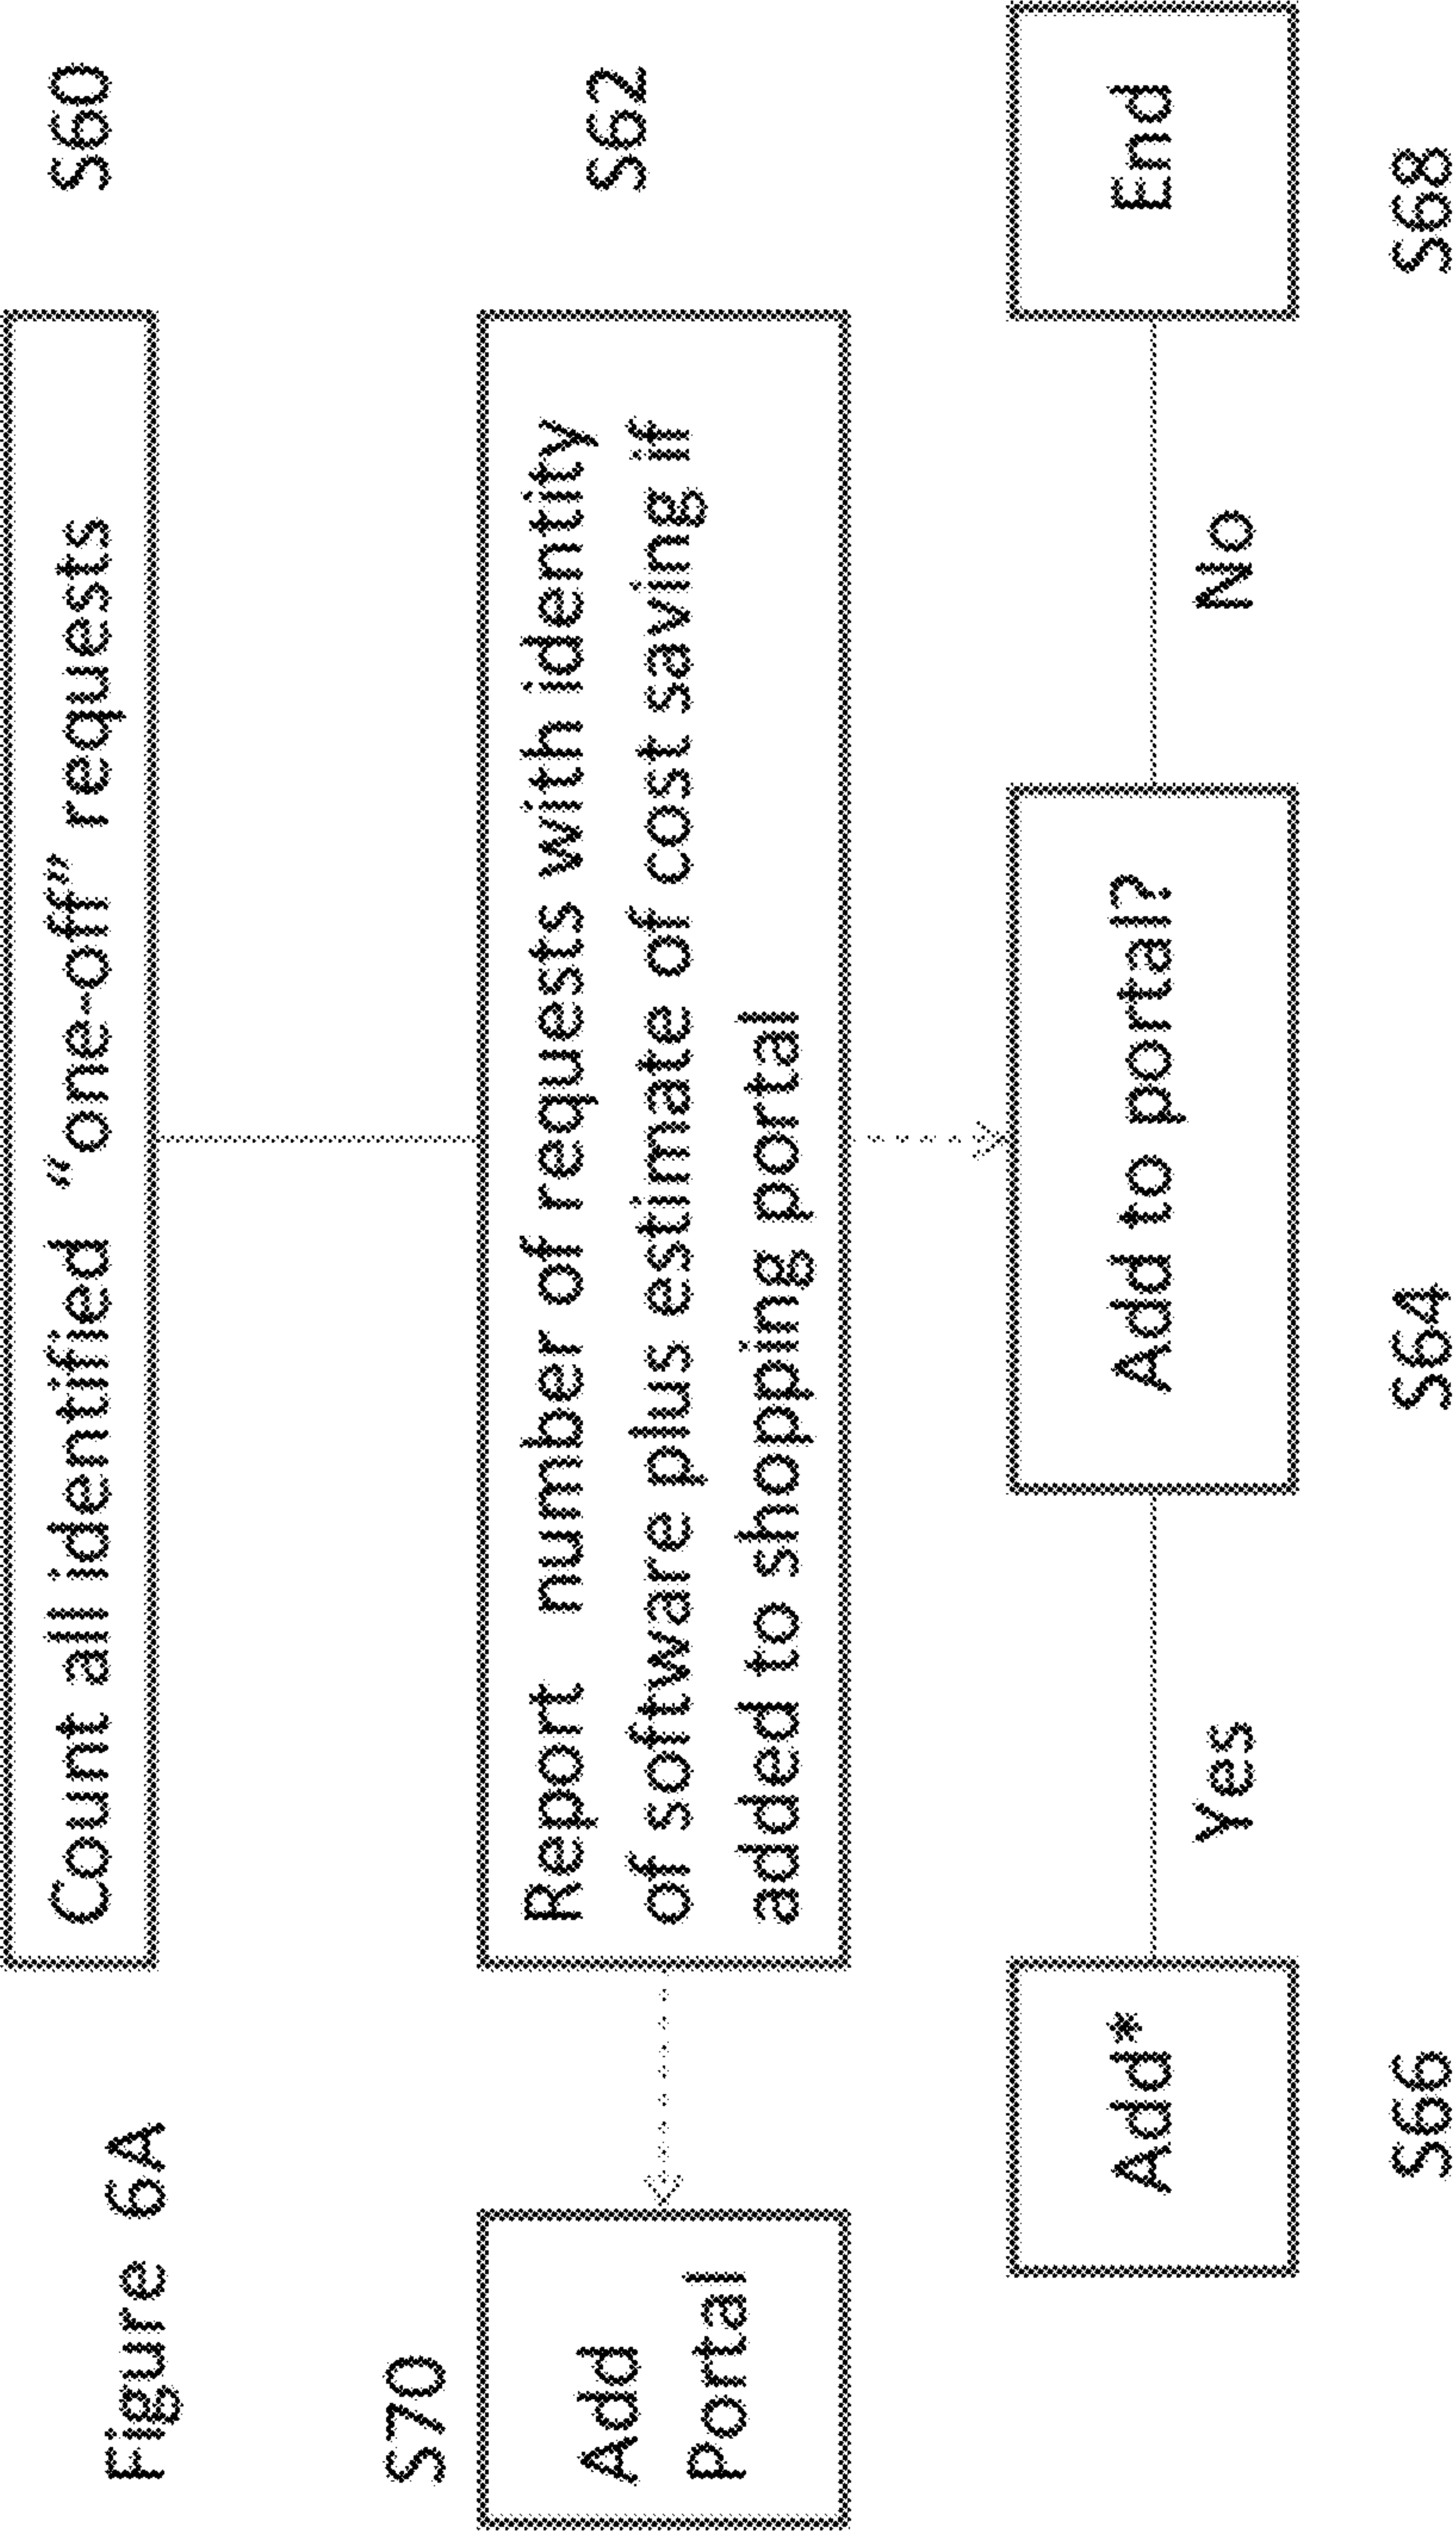 Figure 6A
Count all identified "one-off" requests
S60
S70
Report number of requests with identity
of software plus estimate of cost saving if
added to shopping portal
S62
Add
Portal
Add*
Yes
Add to portal?
No
End
S66
S64
S68